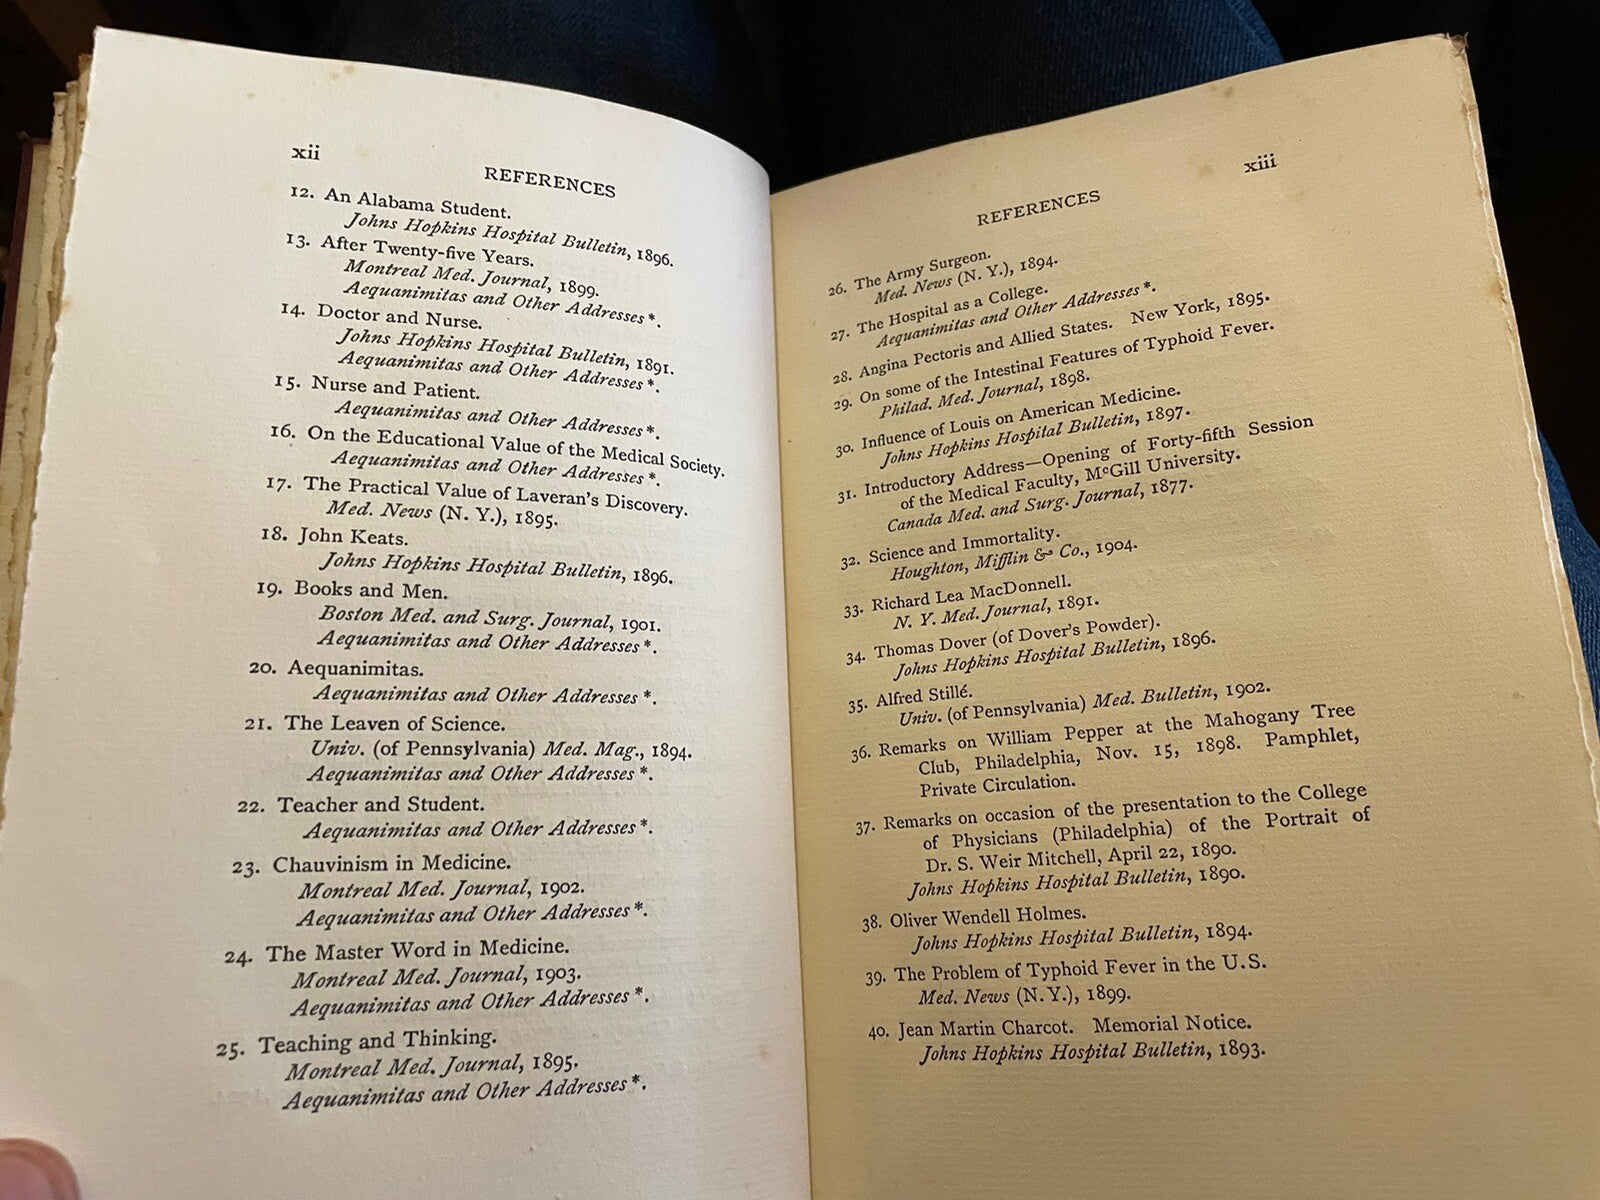 xii
REFERENCES
12. An Alabama Student.
Johns Hopkins Hospital Bulletin, 1896.
13. After Twenty-five Years.
Montreal Med. Journal, 1899.
Aequanimitas and Other Addresses*.
14. Doctor and Nurse.
Johns Hopkins Hospital Bulletin, 1891.
Aequanimitas and Other Addresses*.
15. Nurse and Patient.
Aequanimitas and Other Addresses*.
16. On the Educational Value of the Medical Society.
Aequanimitas and Other Addresses*.
17. The Practical Value of Laveran's Discovery.
Med. News (N. Y.), 1895.
18. John Keats.
Johns Hopkins Hospital Bulletin, 1896.
19. Books and Men.
Boston Med. and Surg. Journal, 1901.
Aequanimitas and Other Addresses*.
20. Aequanimitas.
Aequanimitas and Other Addresses*.
21. The Leaven of Science.
Univ. (of Pennsylvania) Med. Mag., 1894.
Aequanimitas and Other Addresses*.
22. Teacher and Student.
Aequanimitas and Other Addresses*.
23. Chauvinism in Medicine.
Montreal Med. Journal, 1902.
Aequanimitas and Other Addresses*.
24. The Master Word in Medicine.
Montreal Med. Journal, 1903.
Aequanimitas and Other Addresses*.
25. Teaching and Thinking.
Montreal Med. Journal, 1895.
Aequanimitas and Other Addresses*.
xiii
REFERENCES
26. The Army Surgeon.
Med. News (N. Y.), 1894.
27. The Hospital as a College.
Aequanimitas and Other Addresses*.
28. Angina Pectoris and Allied States. New York, 1895.
29. On some of the Intestinal Features of Typhoid Fever.
Philad. Med. Journal, 1898.
30. Influence of Louis on American Medicine.
Johns Hopkins Hospital Bulletin, 1897.
31. Introductory Address—Opening of Forty-fifth Session
of the Medical Faculty, McGill University.
Canada Med. and Surg. Journal, 1877.
32. Science and Immortality.
Houghton, Mifflin & Co., 1904.
33. Richard Lea MacDonnell.
N. Y. Med. Journal, 1891.
34. Thomas Dover (of Dover's Powder).
Johns Hopkins Hospital Bulletin, 1896.
35. Alfred Stillé.
Univ. (of Pennsylvania) Med. Bulletin, 1902.
36. Remarks on William Pepper at the Mahogany Tree
Club, Philadelphia, Nov. 15, 1898. Pamphlet,
Private Circulation.
37. Remarks on occasion of the presentation to the College
of Physicians (Philadelphia) of the Portrait of
Dr. S. Weir Mitchell, April 22, 1890.
Johns Hopkins Hospital Bulletin, 1890.
38. Oliver Wendell Holmes.
Johns Hopkins Hospital Bulletin, 1894.
39. The Problem of Typhoid Fever in the U.S.
Med. News (N.Y.), 1899.
40. Jean Martin Charcot. Memorial Notice.
Johns Hopkins Hospital Bulletin, 1893.